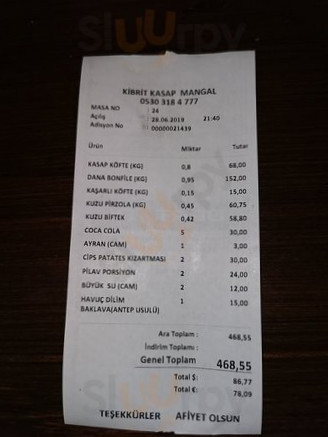 Sluurpy
KİBRİT KASAP MANGAL
0530 318 4 777
MASA NO : 24
Açılış : 28.06.2019 21:40
Adisyon No : 00000021439
Ürün Miktar Tutar
KASAP KÖFTE (KG) 0,8 68,00
DANA BONFİLE (KG) 0,95 152,00
KAŞARLI KÖFTE (KG) 0,15 15,00
KUZU PİRZOLA (KG) 0,45 60,75
KUZU BİFTEK 0,42 58,80
COCA COLA 5 30,00
AYRAN (CAM) 1 3,00
CİPS PATATES KIZARTMASI 2 30,00
PİLAV PORSİYON 2 24,00
BÜYÜK SU (CAM) 2 12,00
HAVUÇ DİLİM 1 15,00
BAKLAVA(ANTEP USULÜ)
Ara Toplam : 468,55
İndirim Toplamı :
Genel Toplam 468,55
Total $: 86,77
Total €: 78,09
TEŞEKKÜRLER AFİYET OLSUN